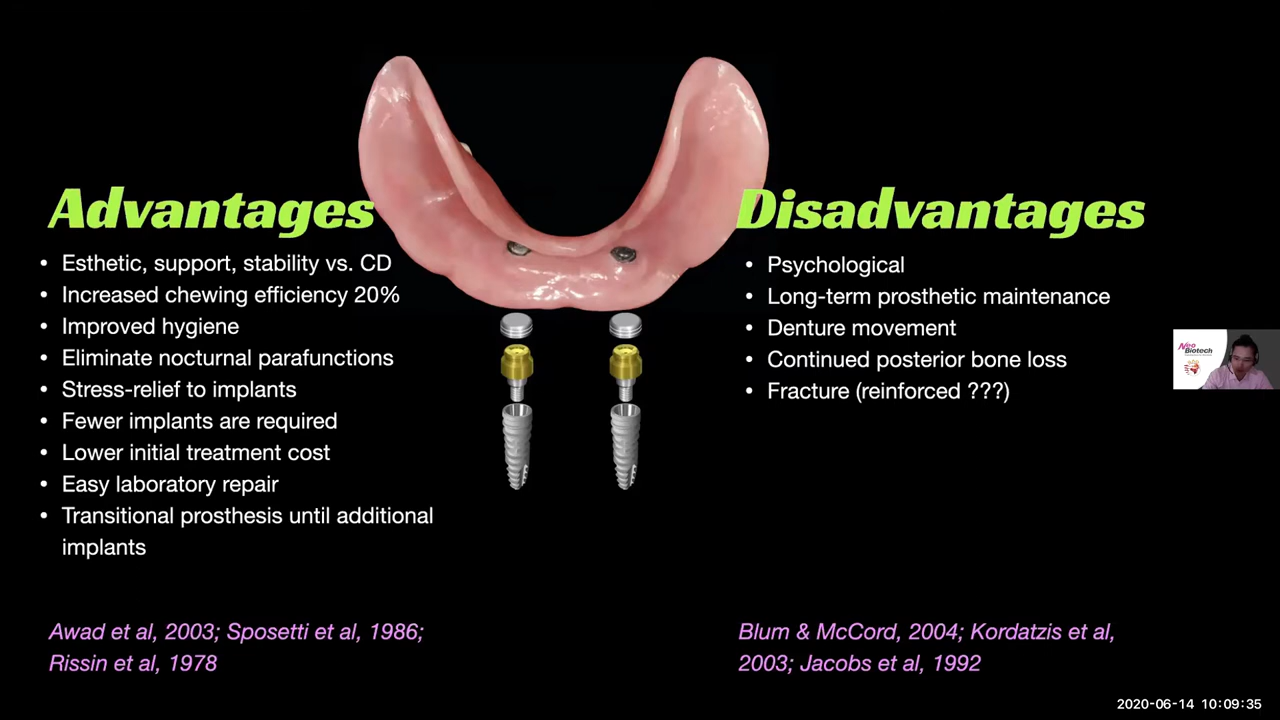 Advantages
• Esthetic, support, stability vs. CD
• Increased chewing efficiency 20%
• Improved hygiene
• Eliminate nocturnal parafunctions
• Stress-relief to implants
• Fewer implants are required
• Lower initial treatment cost
• Easy laboratory repair
• Transitional prosthesis until additional
implants
Awad et al, 2003; Sposetti et al, 1986;
Rissin et al, 1978
Disadvantages
• Psychological
• Long-term prosthetic maintenance
• Denture movement
• Continued posterior bone loss
• Fracture (reinforced ???)
Blum & McCord, 2004; Kordatzis et al,
2003; Jacobs et al, 1992
Neo
Biotech
2020-06-14 10:09:35